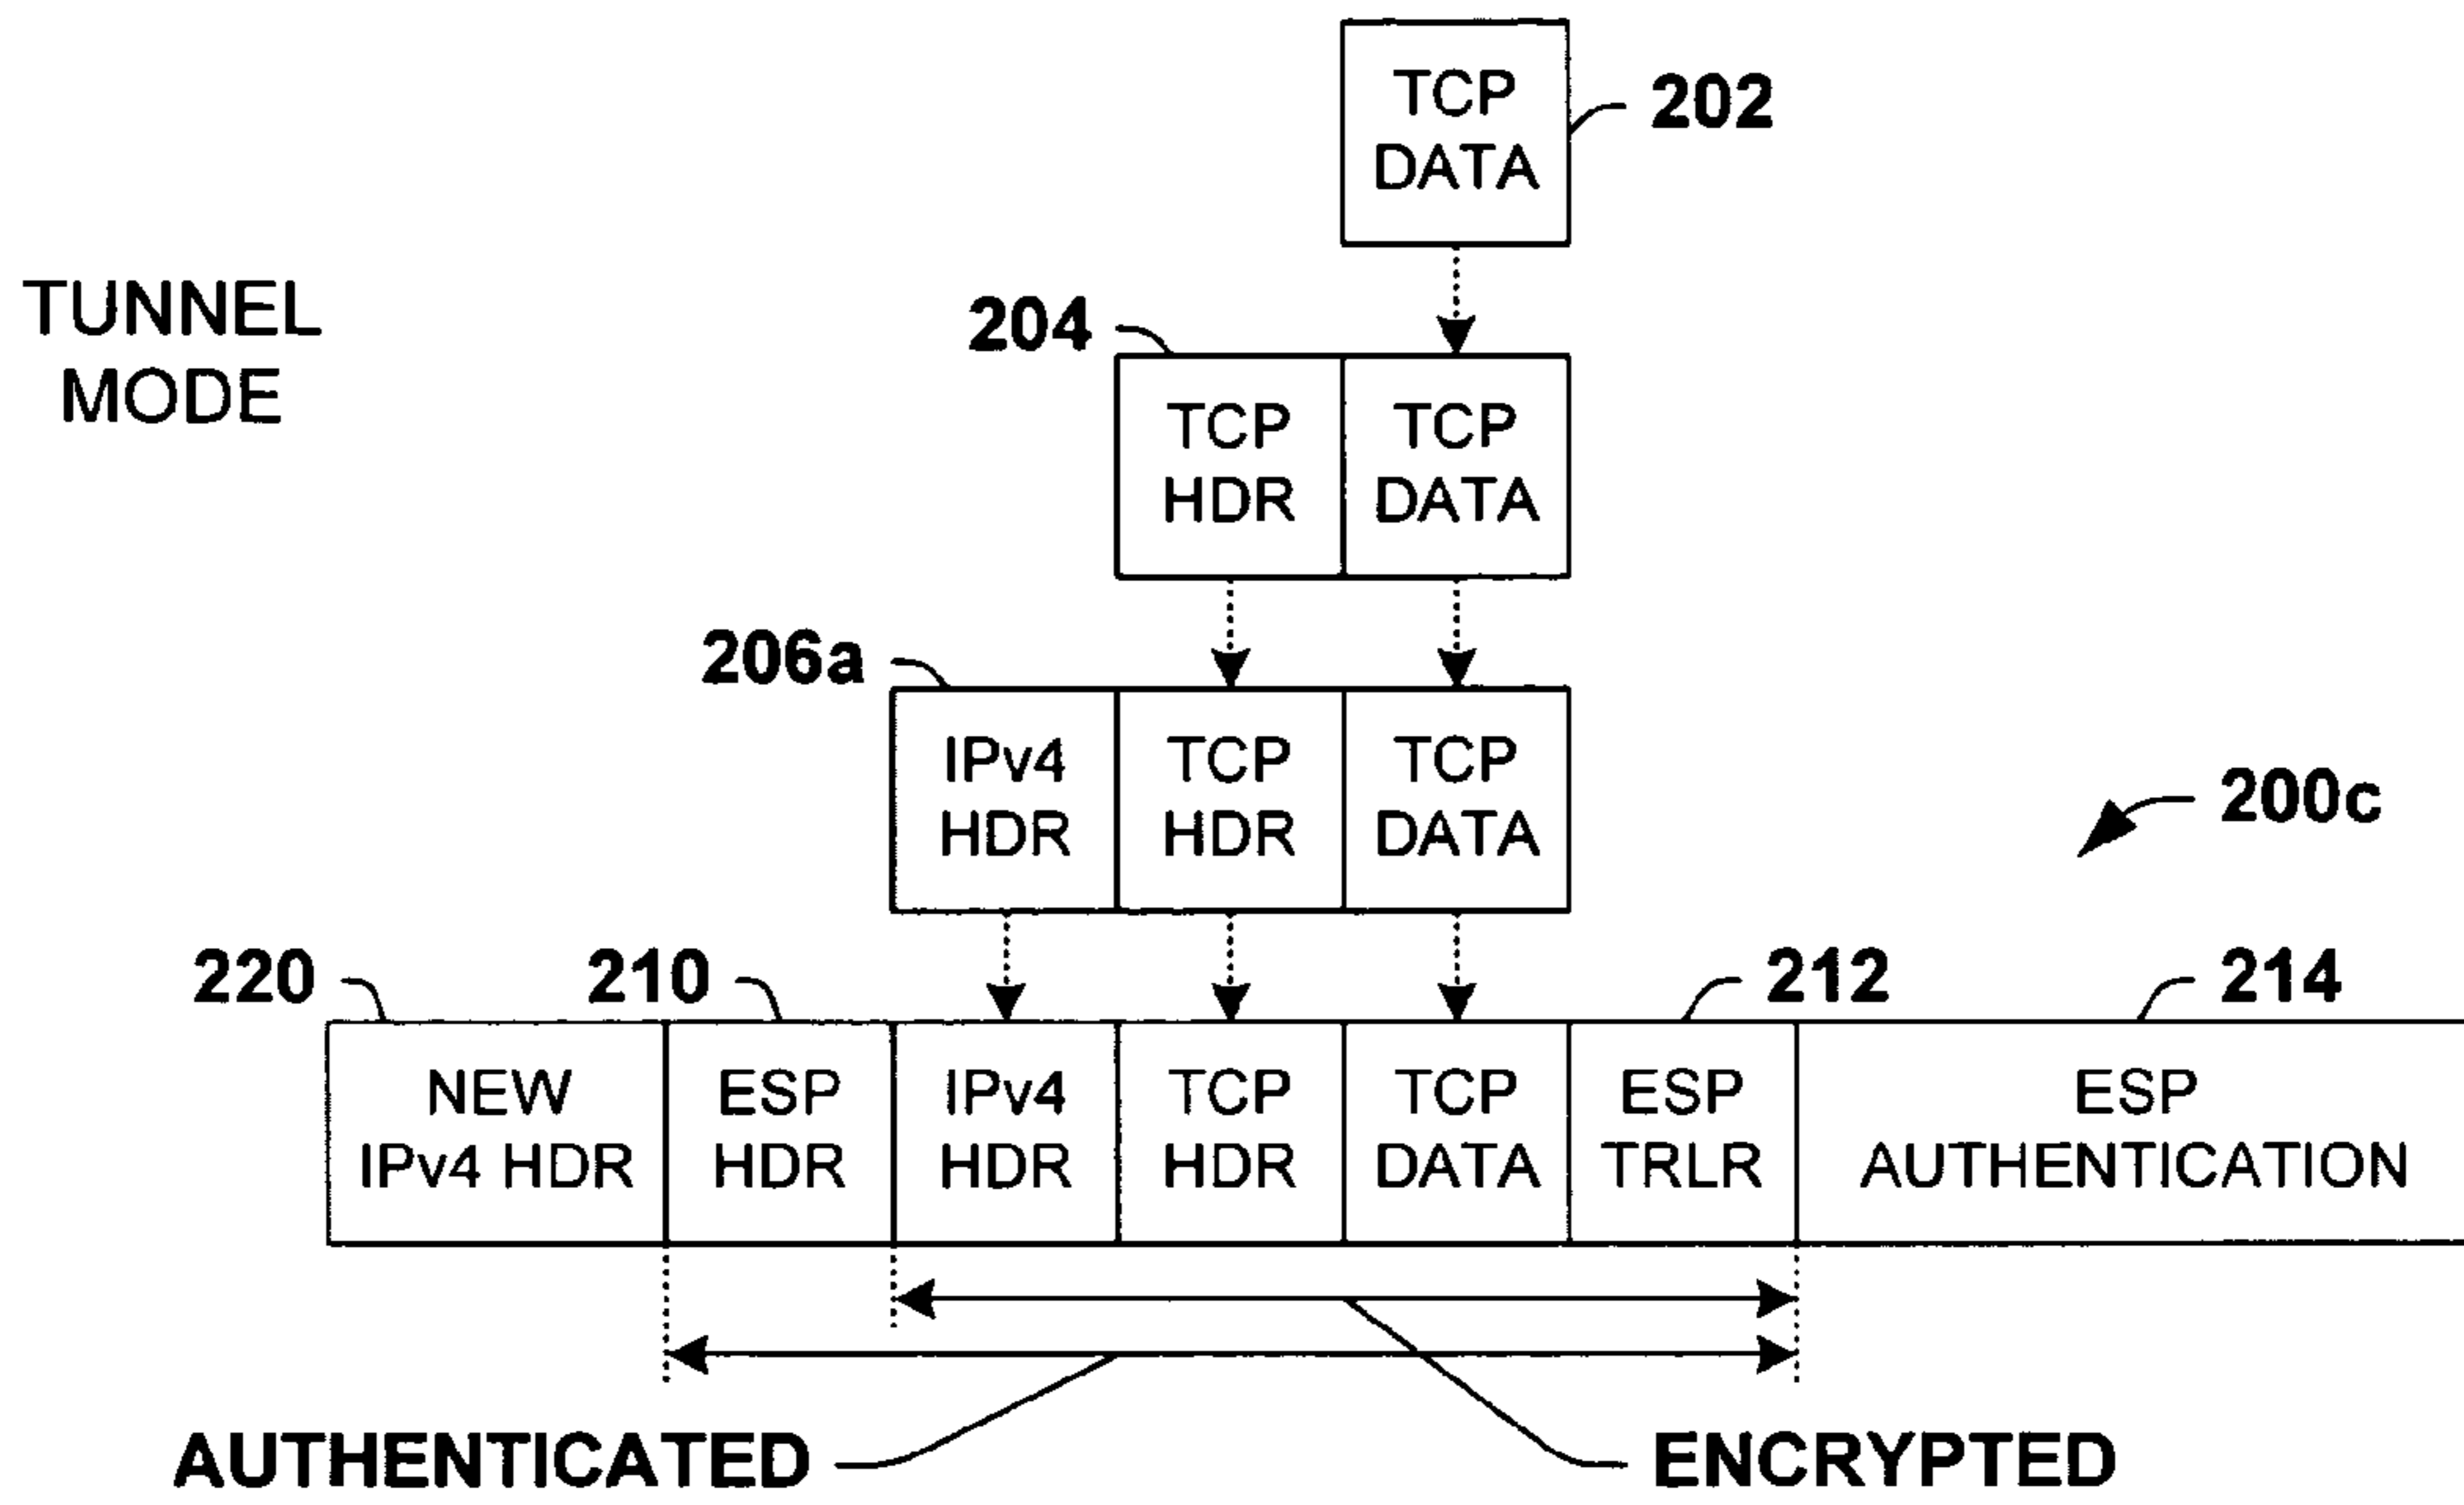 TCP
DATA
202
TUNNEL
MODE
204
TCP
HDR
TCP
DATA
206a
IPv4
HDR
TCP
HDR
TCP
DATA
200c
220
210
212
214
NEW
IPv4 HDR
ESP
HDR
IPv4
HDR
TCP
HDR
TCP
DATA
ESP
TRLR
ESP
AUTHENTICATION
AUTHENTICATED
ENCRYPTED